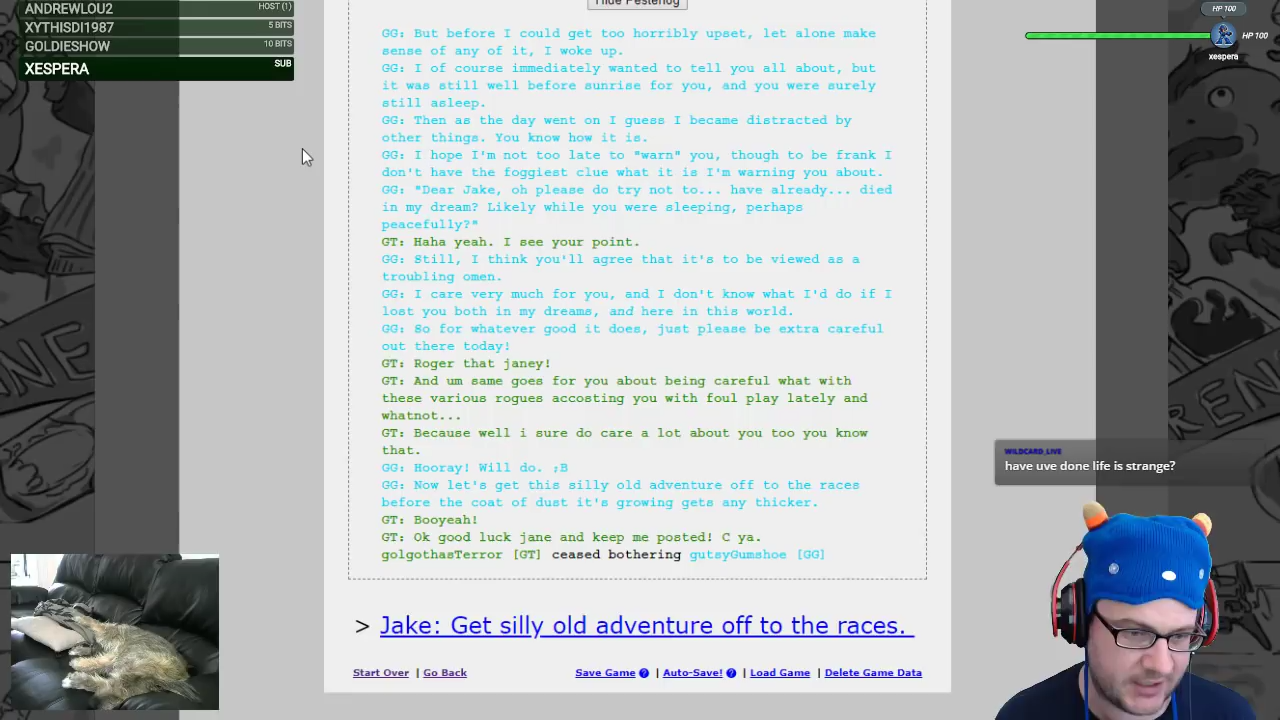 ANDREWLOU2 HOST (1)
XYTHISDI1987 5 BITS
GOLDIESHOW 10 BITS
XESPERA SUB
HP 100
HP 100
xespera
Hide Pesterlog
GG: But before I could get too horribly upset, let alone make
sense of any of it, I woke up.
GG: I of course immediately wanted to tell you all about, but
it was still well before sunrise for you, and you were surely
still asleep.
GG: Then as the day went on I guess I became distracted by
other things. You know how it is.
GG: I hope I'm not too late to "warn" you, though to be frank I
don't have the foggiest clue what it is I'm warning you about.
GG: "Dear Jake, oh please do try not to... have already... died
in my dream? Likely while you were sleeping, perhaps
peacefully?"
GT: Haha yeah. I see your point.
GG: Still, I think you'll agree that it's to be viewed as a
troubling omen.
GG: I care very much for you, and I don't know what I'd do if I
lost you both in my dreams, and here in this world.
GG: So for whatever good it does, just please be extra careful
out there today!
GT: Roger that janey!
GT: And um same goes for you about being careful what with
these various rogues accosting you with foul play lately and
whatnot...
GT: Because well i sure do care a lot about you too you know
that.
GG: Hooray! Will do. ;B
GG: Now let's get this silly old adventure off to the races
before the coat of dust it's growing gets any thicker.
GT: Booyeah!
GT: Ok good luck jane and keep me posted! C ya.
golgothasTerror [GT] ceased bothering gutsyGumshoe [GG]
> Jake: Get silly old adventure off to the races.
Start Over | Go Back Save Game ? | Auto-Save! ? | Load Game | Delete Game Data
WILDCARD_LIVE
have uve done life is strange?